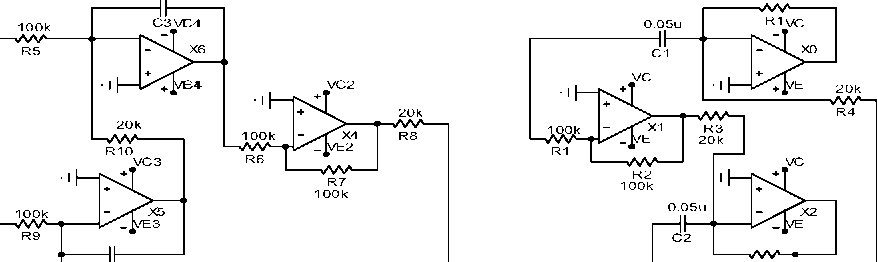 C3
VC4
100k
R5
X6
VE4
20k
R10
VC3
100k
R9
X5
VE3
VC2
100k
R6
X4
VE2
R7
100k
20k
R8
0.05u
C1
R1
VC
X0
VE
20k
R4
VC
100k
R1
X1
VE
R3
20k
R2
100k
VC
0.05u
C2
X2
VE